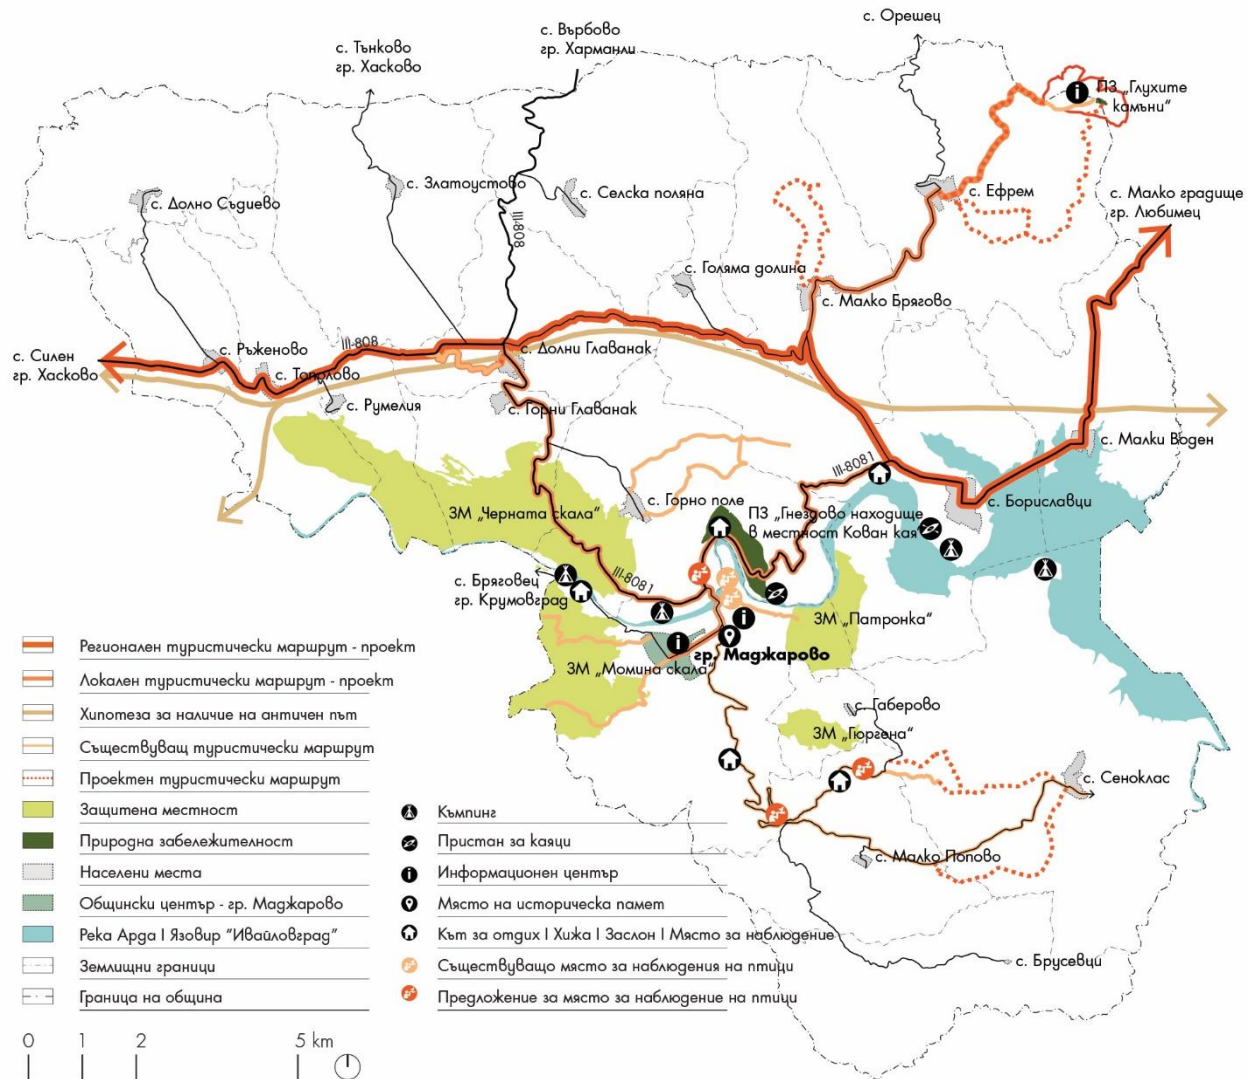 с. Орешец
с. Върбово
гр. Харманли
с. Тънково
гр. Хасково
ПЗ „Глухите
камъни“
с. Златоустово
с. Селска поляна
с. Ефрем
с. Малко градище
гр. Любимец
с. Долно Съдиево
III-808
с. Голяма долина
с. Малко Брягово
с. Силен
гр. Хасково
с. Ръженово
III-808
с. Долни Главанак
с. Тополово
с. Румелия
с. Горни Главанак
с. Малки Воден
III-8081
с. Горно поле
ПЗ „Гнездово находище
в местност Кован кая“
с. Бориславци
ЗМ „Черната скала“
III-8081
с. Бряговец
гр. Крумовград
ЗМ „Патронка“
гр. Маджарово
ЗМ „Момина скала“
с. Габерово
ЗМ „Гюргена“
с. Сеноклас
с. Малко Попово
с. Брусевци
Регионален туристически маршрут - проект
Локален туристически маршрут - проект
Хипотеза за наличие на античен път
Съществуващ туристически маршрут
Проектен туристически маршрут
Защитена местност
Природна забележителност
Населени места
Общински център - гр. Маджарово
Река Арда I Язовир “Ивайловград”
Землищни граници
Граница на община
Къмпинг
Пристан за каяци
Информационен център
Място на историческа памет
Кът за отдих I Хижа I Заслон I Място за наблюдение
Съществуващо място за наблюдения на птици
Предложение за място за наблюдение на птици
0 1 2 5 km